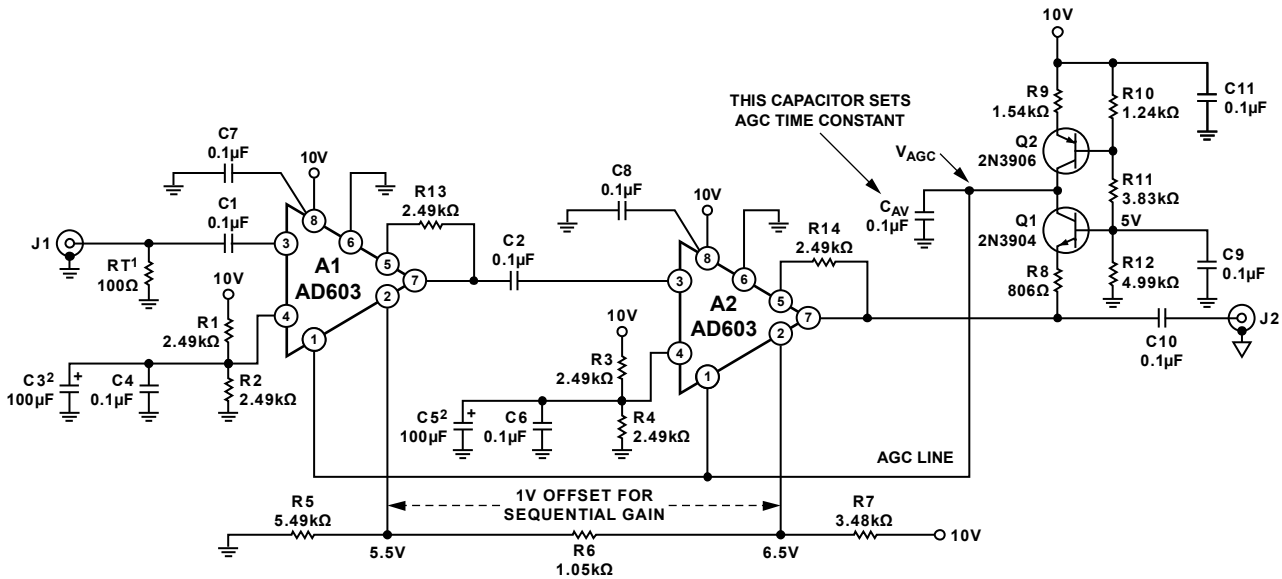 10V
R9
1.54kΩ
R10
1.24kΩ
C11
0.1µF
THIS CAPACITOR SETS
AGC TIME CONSTANT
Q2
2N3906
VAGC
C7
0.1µF
10V
C8
0.1µF
10V
CAV
0.1µF
R11
3.83kΩ
Q1
2N3904
5V
R13
2.49kΩ
R14
2.49kΩ
R8
806Ω
R12
4.99kΩ
C9
0.1µF
J1
C1
0.1µF
RT¹
100Ω
8
6
3
5
7
2
4
1
A1
AD603
C2
0.1µF
8
6
3
5
7
2
4
1
A2
AD603
C10
0.1µF
J2
10V
R1
2.49kΩ
C3²
100µF
+
C4
0.1µF
R2
2.49kΩ
10V
R3
2.49kΩ
C5²
100µF
+
C6
0.1µF
R4
2.49kΩ
AGC LINE
1V OFFSET FOR
SEQUENTIAL GAIN
R5
5.49kΩ
5.5V
R6
1.05kΩ
6.5V
R7
3.48kΩ
10V